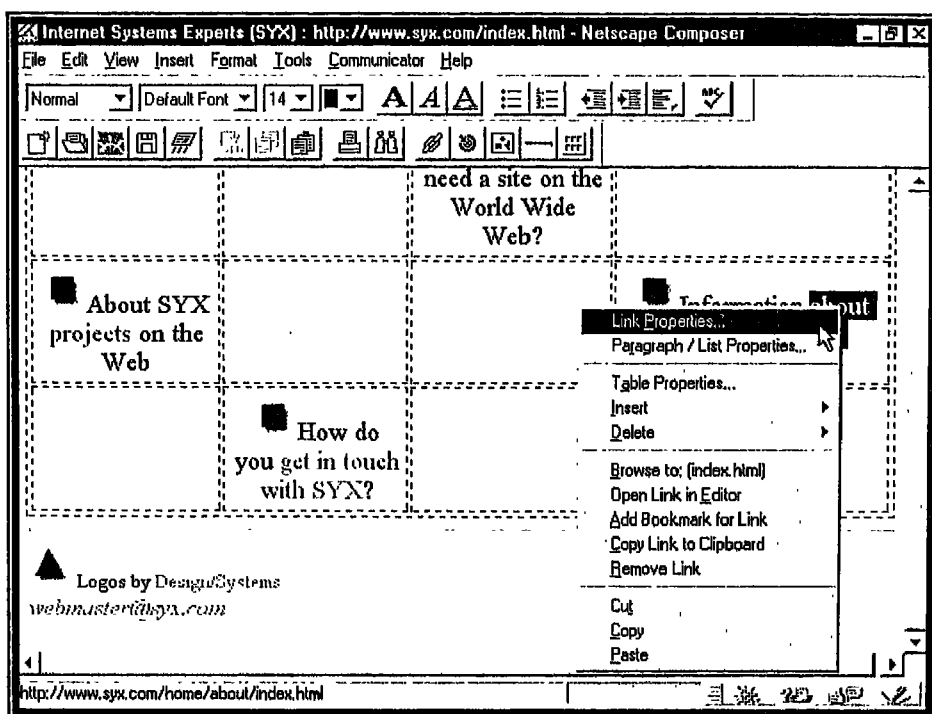 Internet Systems Experts (SYX) : http://www.syx.com/index.html - Netscape Composer
File Edit View Insert Format Tools Communicator Help
Normal Default Font 14 A A A ABC
need a site on the
World Wide
Web?
About SYX
projects on the
Web
Information about
How do
you get in touch
with SYX?
Link Properties...
Paragraph / List Properties...
Table Properties...
Insert
Delete
Browse to: (index.html)
Open Link in Editor
Add Bookmark for Link
Copy Link to Clipboard
Remove Link
Cut
Copy
Paste
Logos by Design/Systems
webmaster@syx.com
http://www.syx.com/home/about/index.html